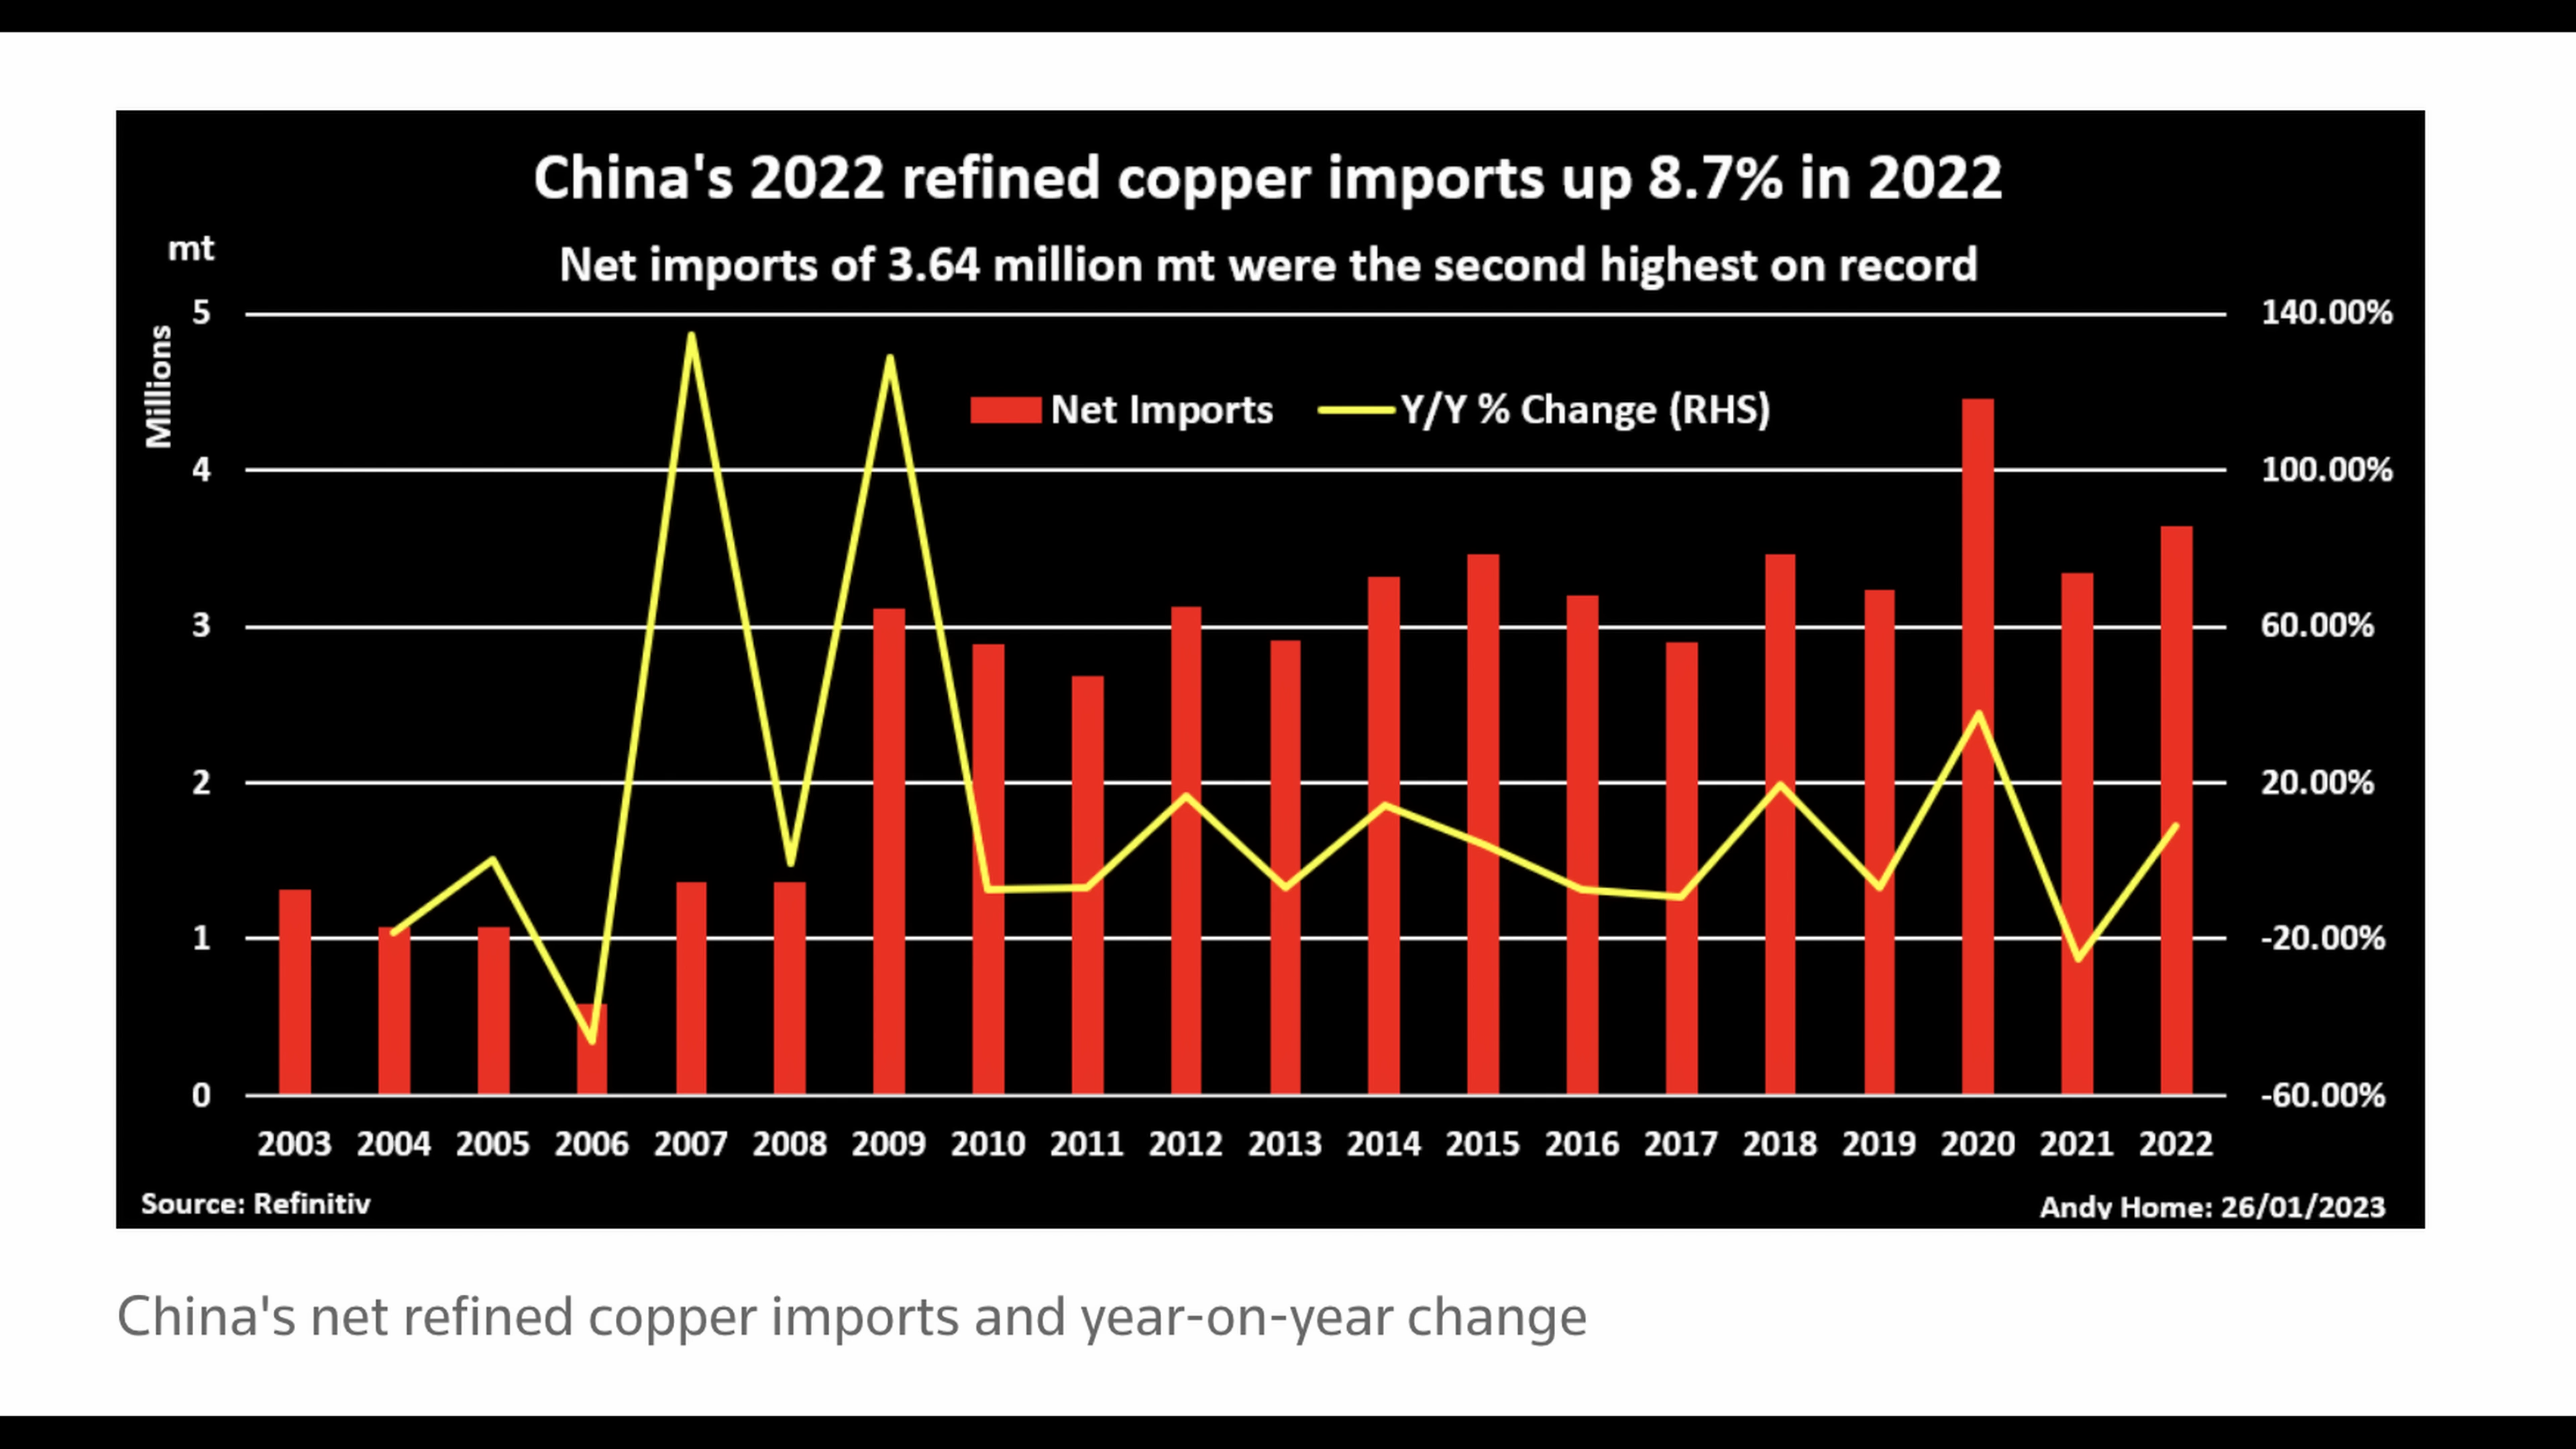 China's 2022 refined copper imports up 8.7% in 2022
mt
Net imports of 3.64 million mt were the second highest on record
Millions
5
4
3
2
1
0
140.00%
100.00%
60.00%
20.00%
-20.00%
-60.00%
Net Imports
Y/Y % Change (RHS)
2003 2004 2005 2006 2007 2008 2009 2010 2011 2012 2013 2014 2015 2016 2017 2018 2019 2020 2021 2022
Source: Refinitiv
Andy Home: 26/01/2023
China's net refined copper imports and year-on-year change